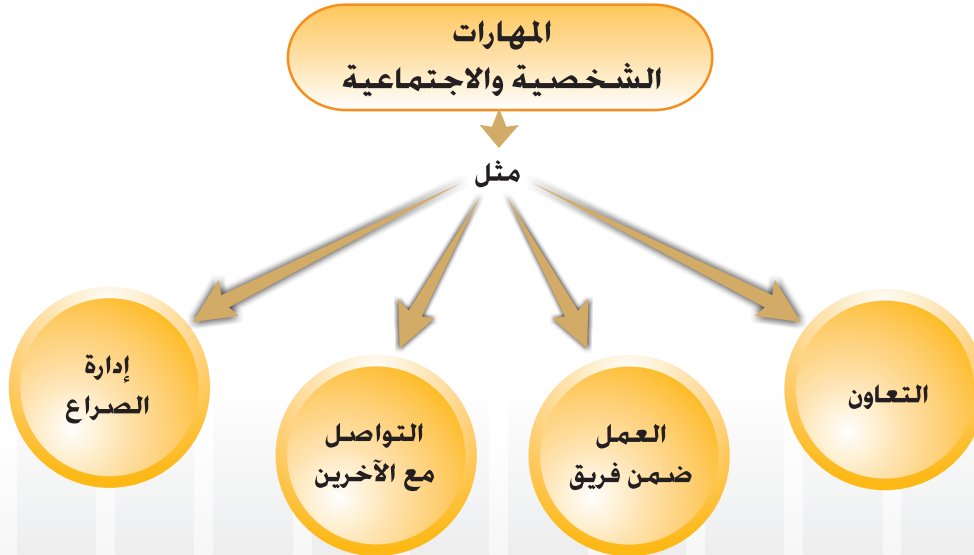 المهارات
الشخصية والاجتماعية
مثل
التعاون
العمل
ضمن فريق
التواصل
مع الآخرين
إدارة
الصراع